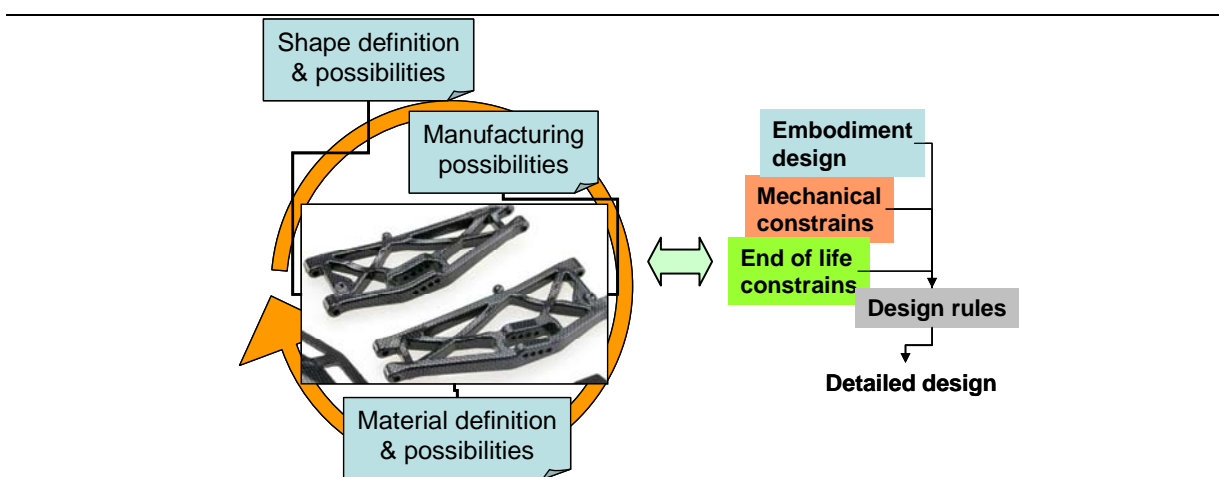 Shape definition
& possibilities
Manufacturing
possibilities
Material definition
& possibilities
Embodiment
design
Mechanical
constrains
End of life
constrains
Design rules
Detailed design